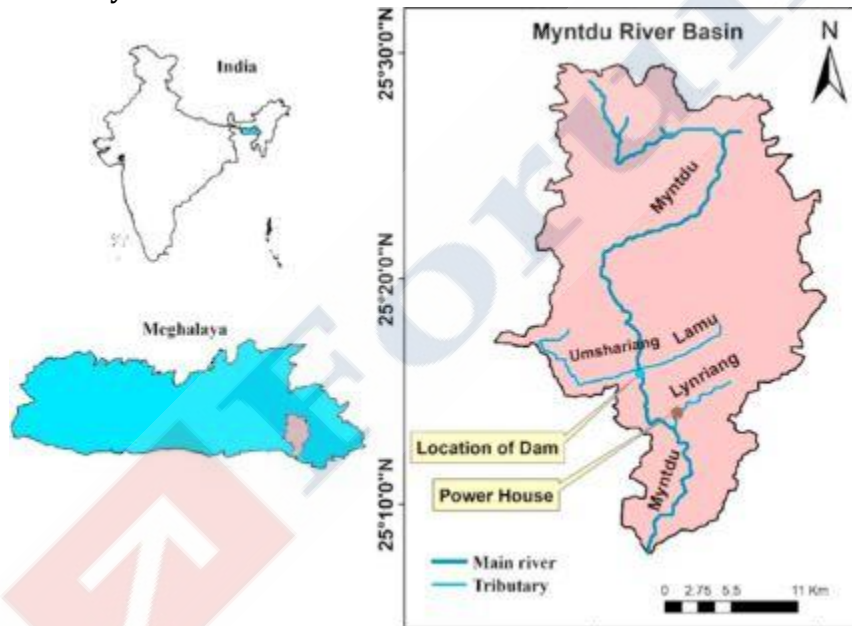 India
Meghalaya
Myntdu River Basin
N
25°30'0"N
25°20'0"N
25°10'0"N
Myntdu
Umshariang
Lamu
Lynriang
Location of Dam
Power House
Myntdu
Main river
Tributary
0 2.75 5.5 11 Km
Forum